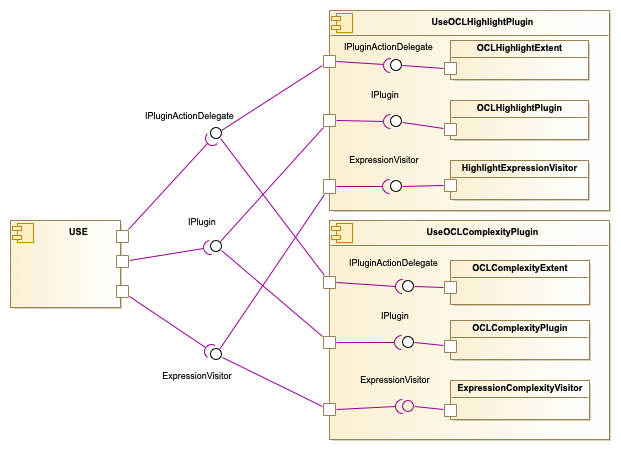 UseOCLHighlightPlugin
IPluginActionDelegate
OCLHighlightExtent
IPlugin
OCLHighlightPlugin
IPluginActionDelegate
ExpressionVisitor
HighlightExpressionVisitor
IPlugin
USE
UseOCLComplexityPlugin
IPluginActionDelegate
OCLComplexityExtent
IPlugin
OCLComplexityPlugin
ExpressionVisitor
ExpressionVisitor
ExpressionComplexityVisitor